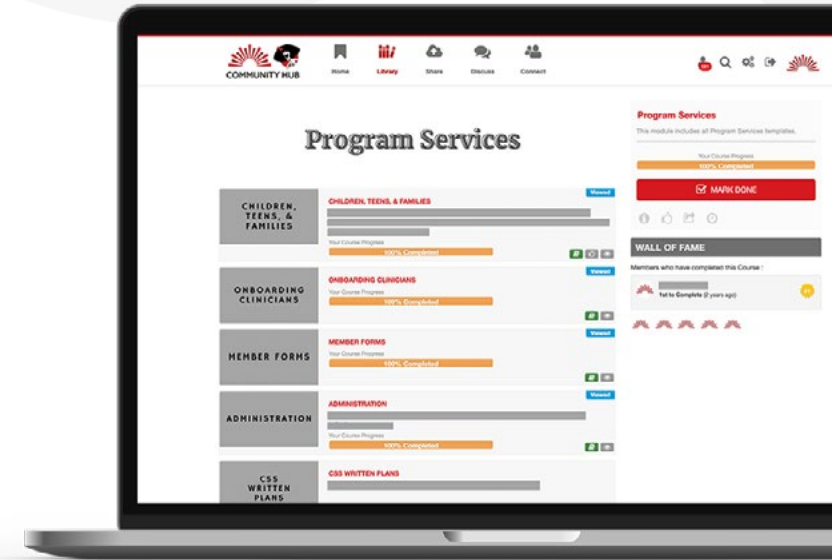 COMMUNITY HUB
Home
Library
Share
Discuss
Connect
Program Services
CHILDREN,
TEENS, &
FAMILIES
Viewed
CHILDREN, TEENS, & FAMILIES
Your Course Progress
100% Completed
ONBOARDING
CLINICIANS
Viewed
ONBOARDING CLINICIANS
Your Course Progress
100% Completed
MEMBER FORMS
Viewed
MEMBER FORMS
Your Course Progress
100% Completed
ADMINISTRATION
Viewed
ADMINISTRATION
Your Course Progress
100% Completed
CSS
WRITTEN
PLANS
CSS WRITTEN PLANS
Program Services
This module includes all Program Services templates.
Your Course Progress
100% Completed
MARK DONE
WALL OF FAME
Members who have completed this Course :
1st to Complete (2 years ago)
#1